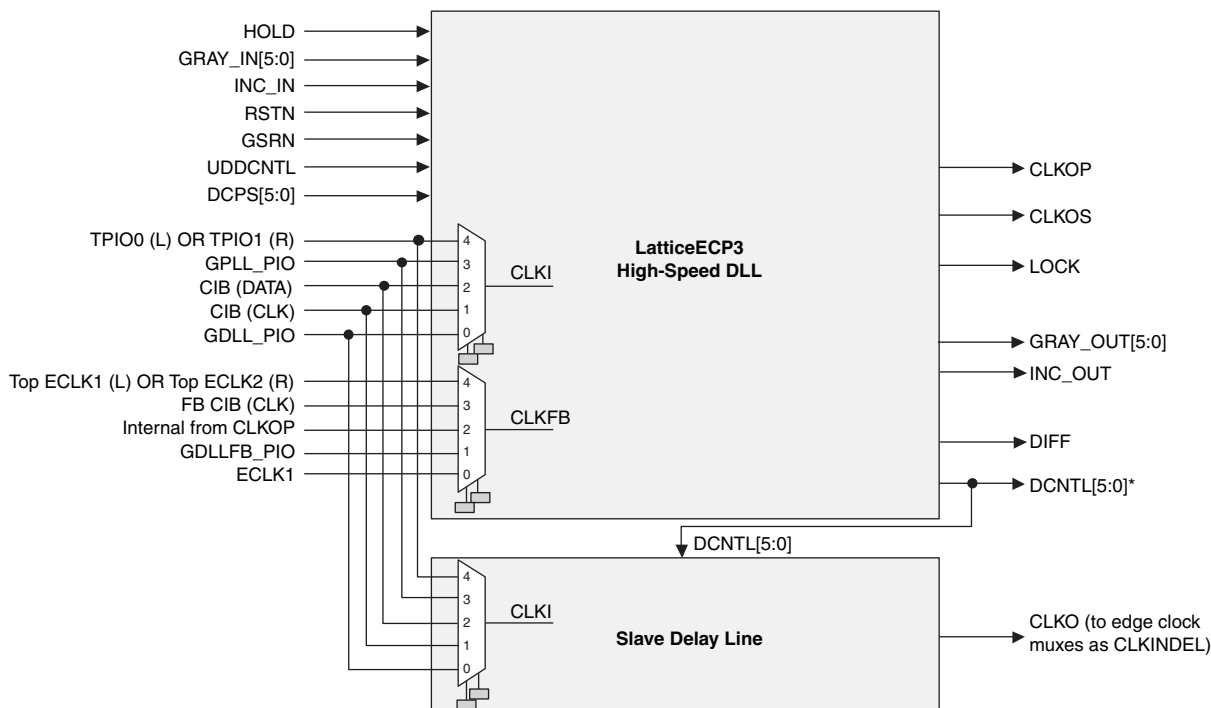 HOLD
GRAY_IN[5:0]
INC_IN
RSTN
GSRN
UDDCNTL
DCPS[5:0]
TPIO0 (L) OR TPIO1 (R)
GPLL_PIO
CIB (DATA)
CIB (CLK)
GDLL_PIO
4
3
2
1
0
CLKI
Top ECLK1 (L) OR Top ECLK2 (R)
FB CIB (CLK)
Internal from CLKOP
GDLLFB_PIO
ECLK1
4
3
2
1
0
CLKFB
LatticeECP3
High-Speed DLL
CLKOP
CLKOS
LOCK
GRAY_OUT[5:0]
INC_OUT
DIFF
DCNTL[5:0]*
DCNTL[5:0]
4
3
2
1
0
CLKI
Slave Delay Line
CLKO (to edge clock
muxes as CLKINDEL)